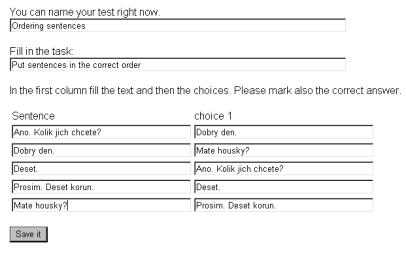 You can name your test right now.
Ordering sentences
Fill in the task:
Put sentences in the correct order
In the first column fill the text and then the choices. Please mark also the correct answer.
Sentence choice 1
Ano. Kolik jich chcete? Dobry den.
Dobry den. Mate housky?
Deset. Ano. Kolik jich chcete?
Prosim. Deset korun. Deset.
Mate housky? Prosim. Deset korun.
Save it